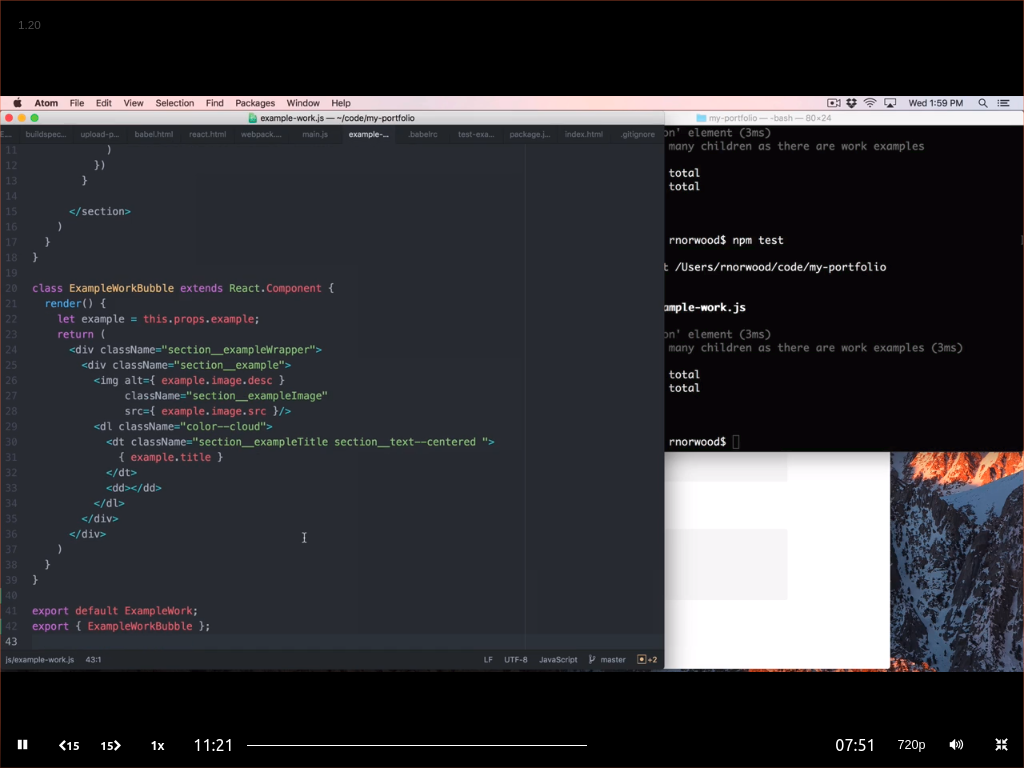 1.20
Atom File Edit View Selection Find Packages Window Help
Wed 1:59 PM
example-work.js — ~/code/my-portfolio
my-portfolio — -bash — 80×24
E... buildspec... upload-p... babel.html react.html webpack.... main.js example-... .babelrc test-exa... package.j... index.html .gitignore
11 )
12 })
13 }
14
15 </section>
16 )
17 }
18 }
19
20 class ExampleWorkBubble extends React.Component {
21 render() {
22 let example = this.props.example;
23 return (
24 <div className="section__exampleWrapper">
25 <div className="section__example">
26 <img alt={ example.image.desc }
27 className="section__exampleImage"
28 src={ example.image.src }/>
29 <dl className="color--cloud">
30 <dt className="section__exampleTitle section__text--centered ">
31 { example.title }
32 </dt>
33 <dd></dd>
34 </dl>
35 </div>
36 </div>
37 )
38 }
39 }
40
41 export default ExampleWork;
42 export { ExampleWorkBubble };
43
js/example-work.js 43:1
LF UTF-8 JavaScript master +2
on' element (3ms)
many children as there are work examples
total
total
rnorwood$ npm test
t /Users/rnorwood/code/my-portfolio
ample-work.js
on' element (3ms)
many children as there are work examples (3ms)
total
total
rnorwood$
15 15 1x 11:21 07:51 720p